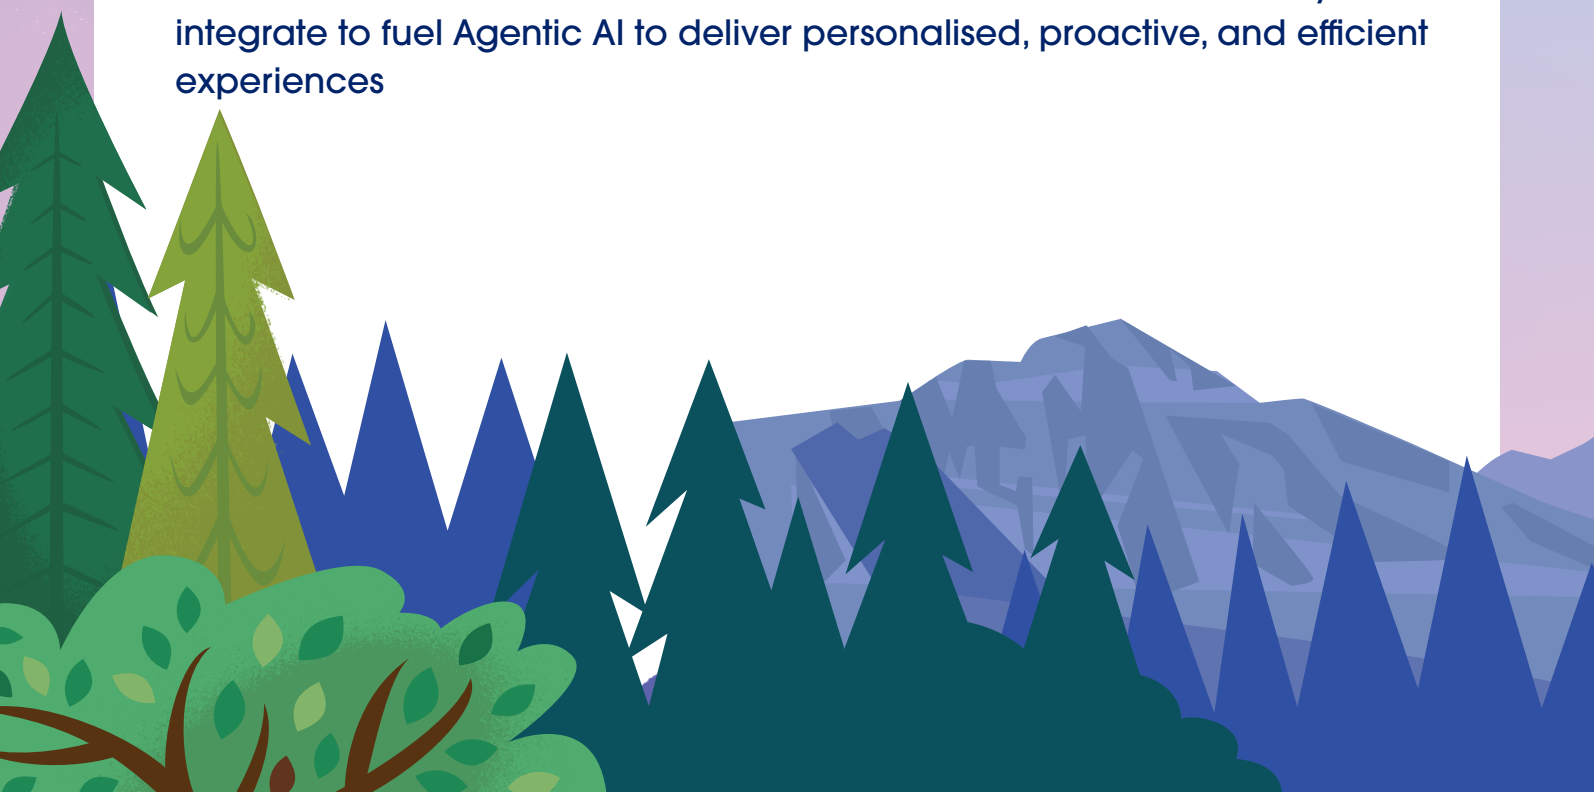 integrate to fuel Agentic AI to deliver personalised, proactive, and efficient
experiences